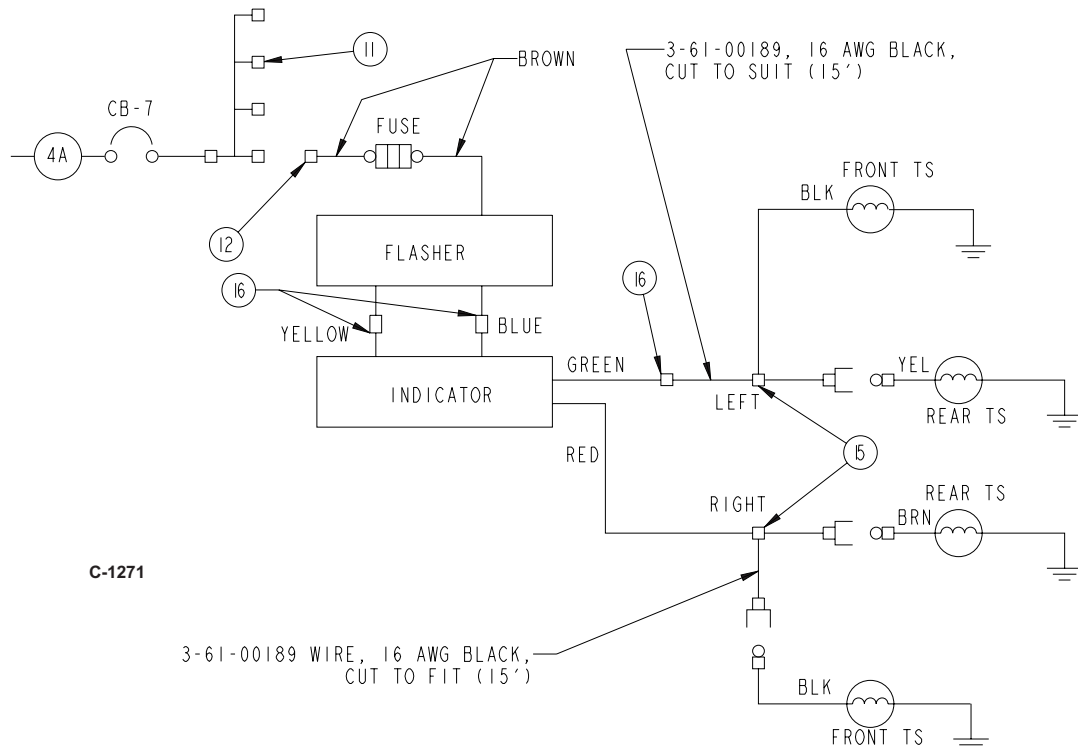 11
3-61-00189, 16 AWG BLACK,
CUT TO SUIT (15')
BROWN
CB-7
FUSE
4A
FRONT TS
BLK
12
FLASHER
16
16
YELLOW
BLUE
GREEN
YEL
INDICATOR
LEFT
REAR TS
RED
15
REAR TS
RIGHT
BRN
C-1271
3-61-00189 WIRE, 16 AWG BLACK,
CUT TO FIT (15')
BLK
FRONT TS